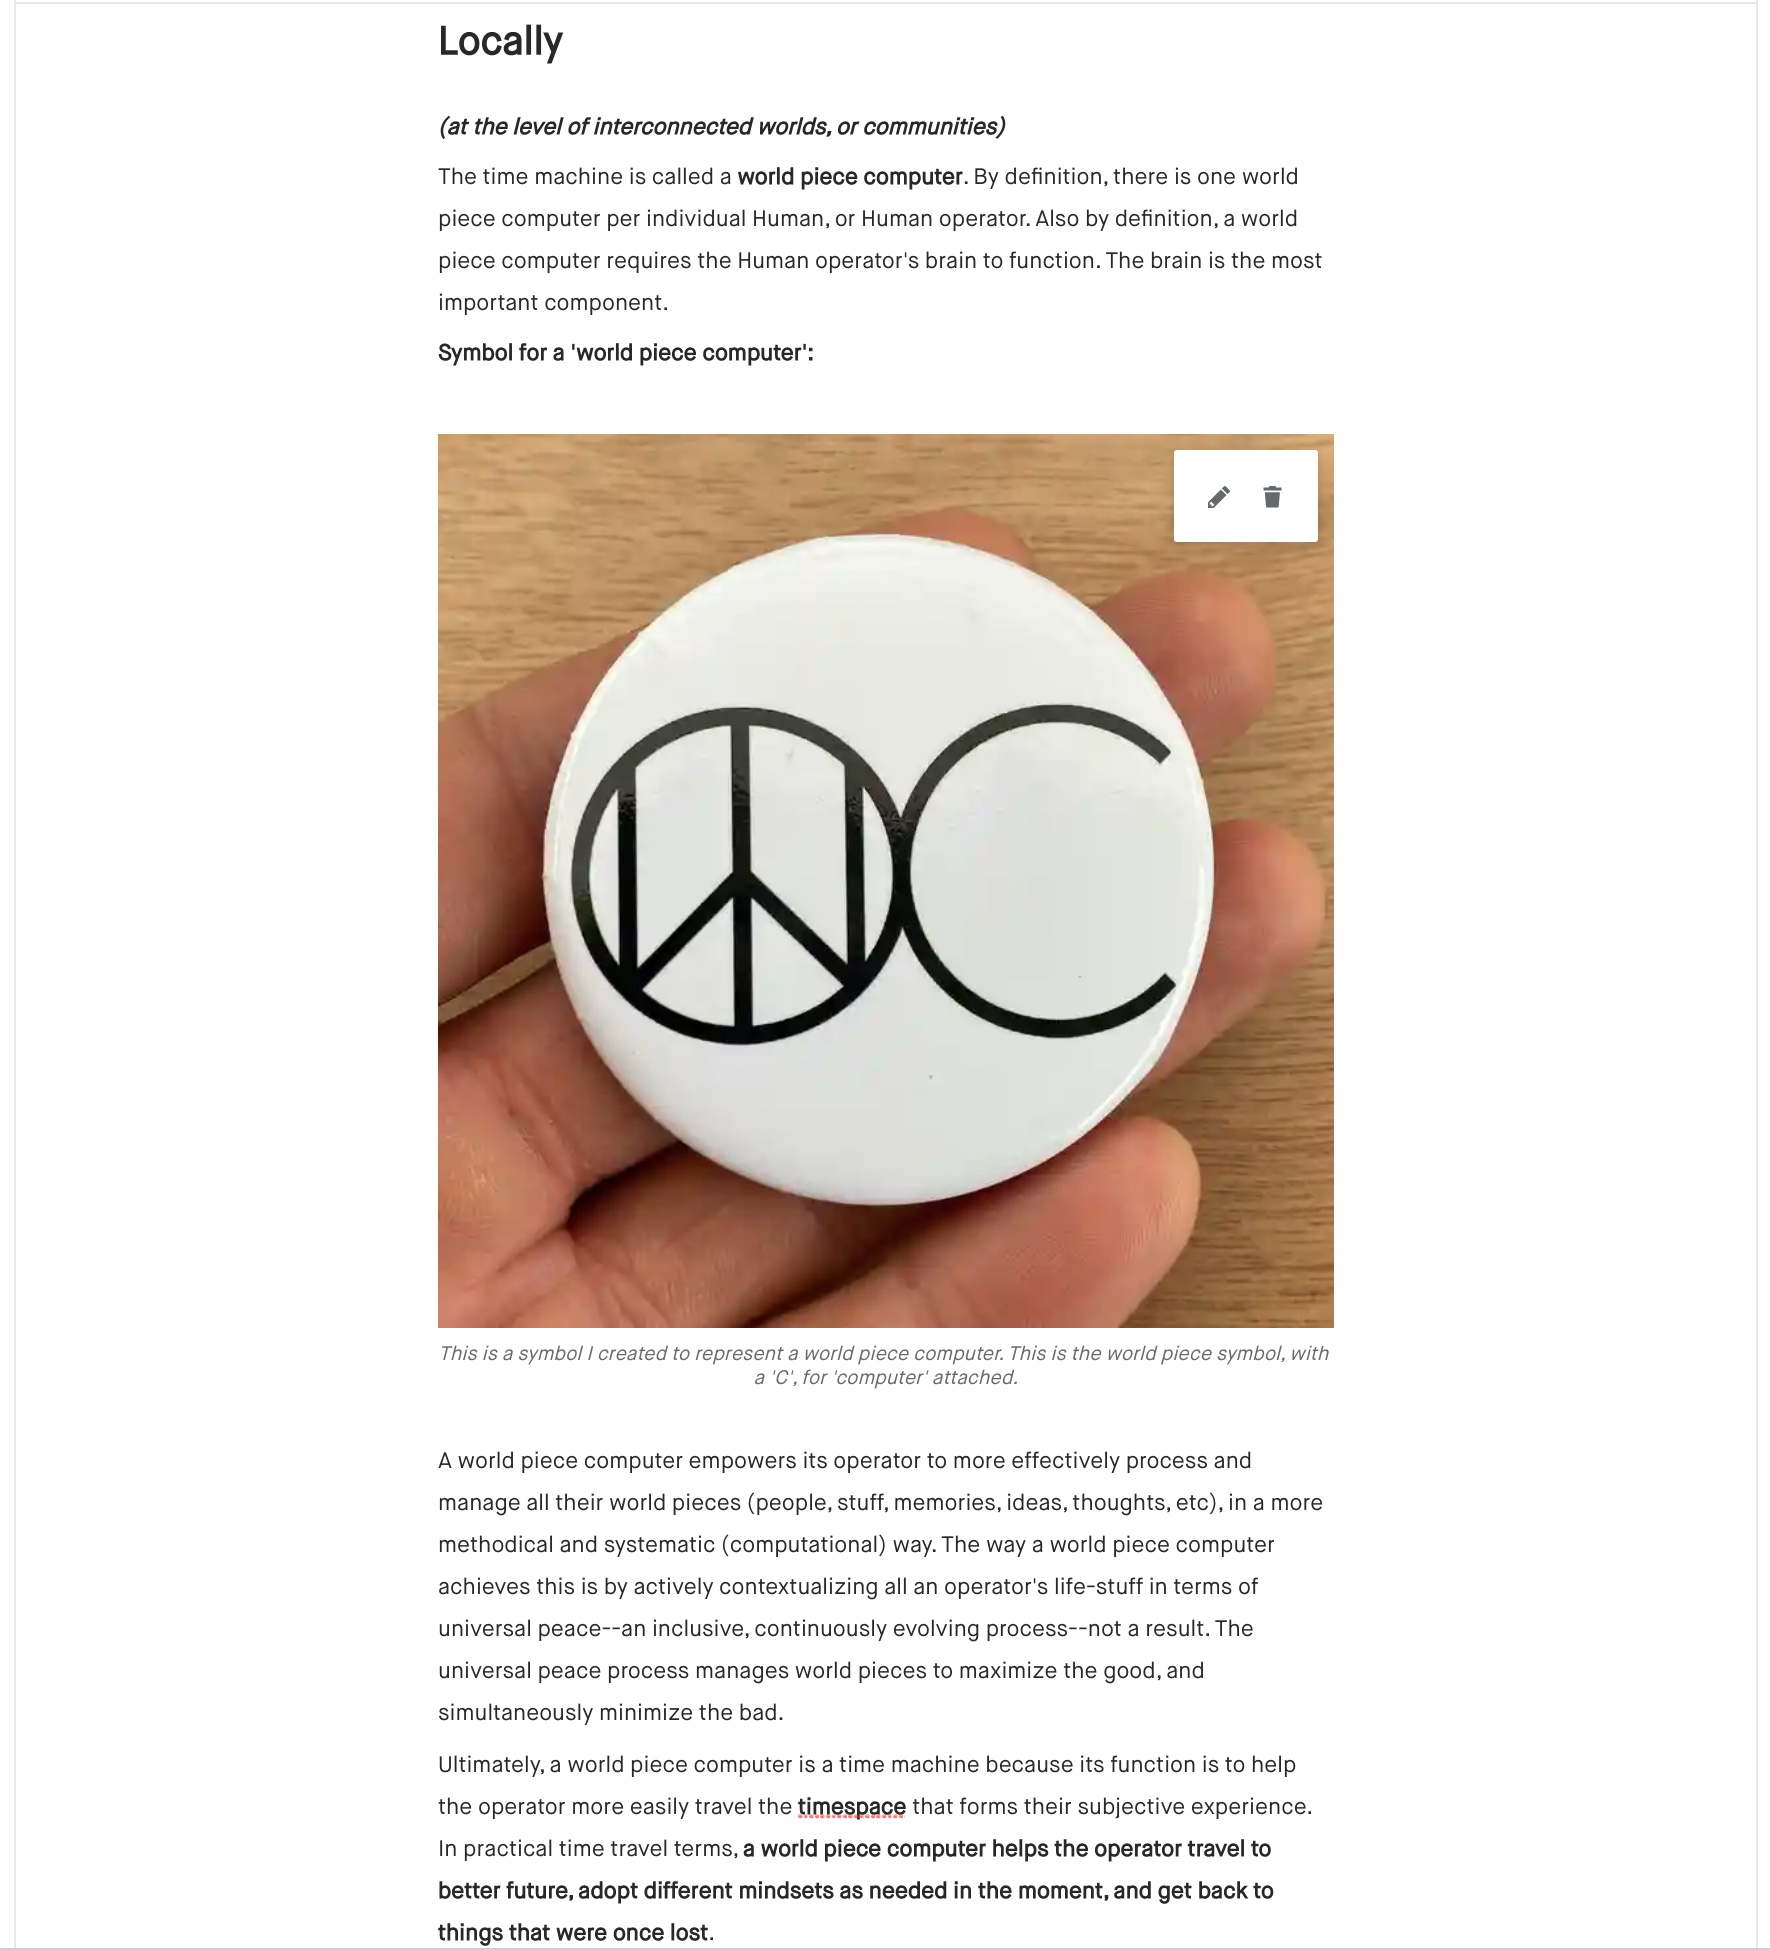 Locally
(at the level of interconnected worlds, or communities)
The time machine is called a world piece computer. By definition, there is one world
piece computer per individual Human, or Human operator. Also by definition, a world
piece computer requires the Human operator's brain to function. The brain is the most
important component.
Symbol for a 'world piece computer':
C
This is a symbol I created to represent a world piece computer. This is the world piece symbol, with
a 'C', for 'computer' attached.
A world piece computer empowers its operator to more effectively process and
manage all their world pieces (people, stuff, memories, ideas, thoughts, etc), in a more
methodical and systematic (computational) way. The way a world piece computer
achieves this is by actively contextualizing all an operator's life-stuff in terms of
universal peace--an inclusive, continuously evolving process--not a result. The
universal peace process manages world pieces to maximize the good, and
simultaneously minimize the bad.
Ultimately, a world piece computer is a time machine because its function is to help
the operator more easily travel the timespace that forms their subjective experience.
In practical time travel terms, a world piece computer helps the operator travel to
better future, adopt different mindsets as needed in the moment, and get back to
things that were once lost.